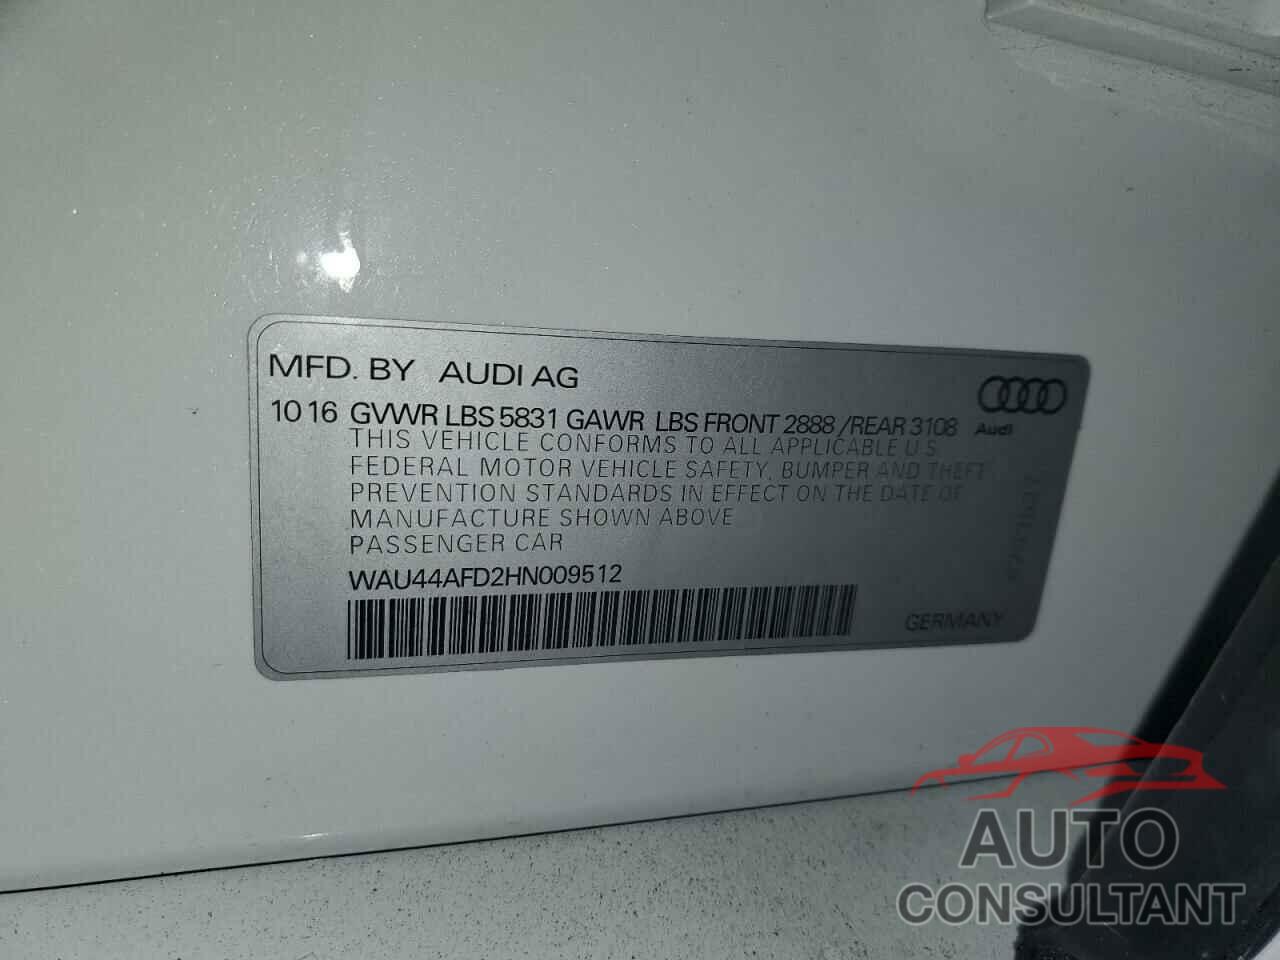 MFD. BY AUDI AG
10 16 GVWR LBS 5831 GAWR LBS FRONT 2888 /REAR 3108
Audi
THIS VEHICLE CONFORMS TO ALL APPLICABLE U.S.
FEDERAL MOTOR VEHICLE SAFETY, BUMPER AND THEFT
PREVENTION STANDARDS IN EFFECT ON THE DATE OF
MANUFACTURE SHOWN ABOVE
PASSENGER CAR
WAU44AFD2HN009512
GERMANY
AUTO
CONSULTANT